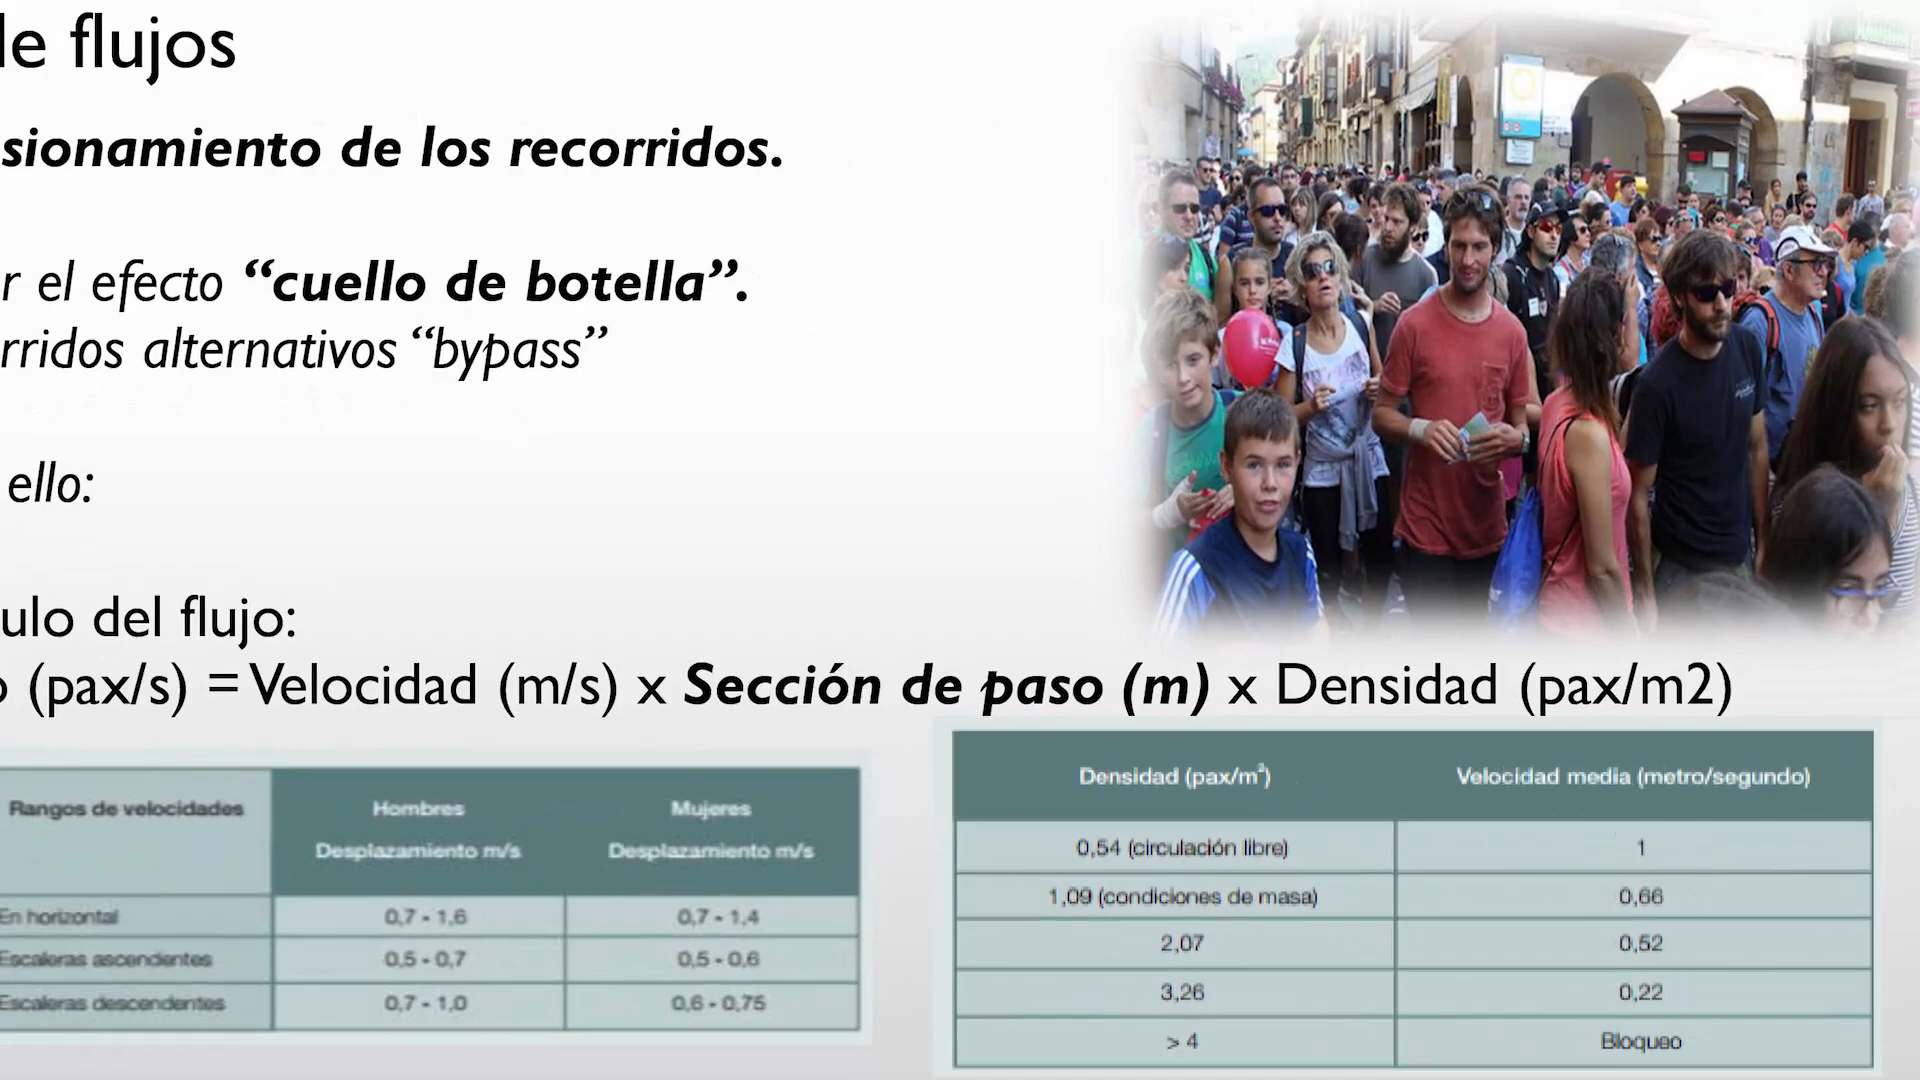 de flujos
sionamiento de los recorridos.
r el efecto “cuello de botella”.
rridos alternativos “bypass”
ello:
ulo del flujo:
o (pax/s) = Velocidad (m/s) x Sección de paso (m) x Densidad (pax/m2)
Rangos de velocidades
Hombres
Desplazamiento m/s
Mujeres
Desplazamiento m/s
En horizontal
0,7 - 1,6
0,7 - 1,4
Escaleras ascendentes
0,5 - 0,7
0,5 - 0,6
Escaleras descendentes
0,7 - 1,0
0,6 - 0,75
Densidad (pax/m²)
Velocidad media (metro/segundo)
0,54 (circulación libre)
1
1,09 (condiciones de masa)
0,66
2,07
0,52
3,26
0,22
> 4
Bloqueo